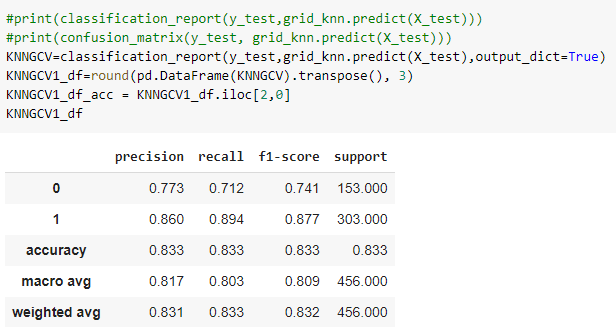 #print(classification_report(y_test,grid_knn.predict(X_test)))
#print(confusion_matrix(y_test, grid_knn.predict(X_test)))
KNNGCV=classification_report(y_test,grid_knn.predict(X_test),output_dict=True)
KNNGCV1_df=round(pd.DataFrame(KNNGCV).transpose(), 3)
KNNGCV1_df_acc = KNNGCV1_df.iloc[2,0]
KNNGCV1_df
precision recall f1-score support
0 0.773 0.712 0.741 153.000
1 0.860 0.894 0.877 303.000
accuracy 0.833 0.833 0.833 0.833
macro avg 0.817 0.803 0.809 456.000
weighted avg 0.831 0.833 0.832 456.000